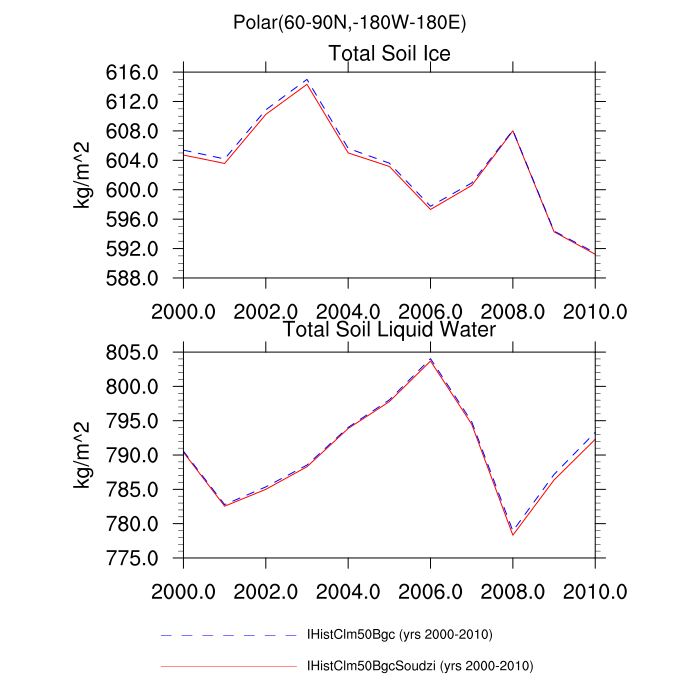 Polar(60-90N,-180W-180E)
Total Soil Ice
616.0
612.0
608.0
604.0
600.0
596.0
592.0
588.0
kg/m^2
2000.0 2002.0 2004.0 2006.0 2008.0 2010.0
Total Soil Liquid Water
805.0
800.0
795.0
790.0
785.0
780.0
775.0
kg/m^2
2000.0 2002.0 2004.0 2006.0 2008.0 2010.0
IHistClm50Bgc (yrs 2000-2010)
IHistClm50BgcSoudzi (yrs 2000-2010)